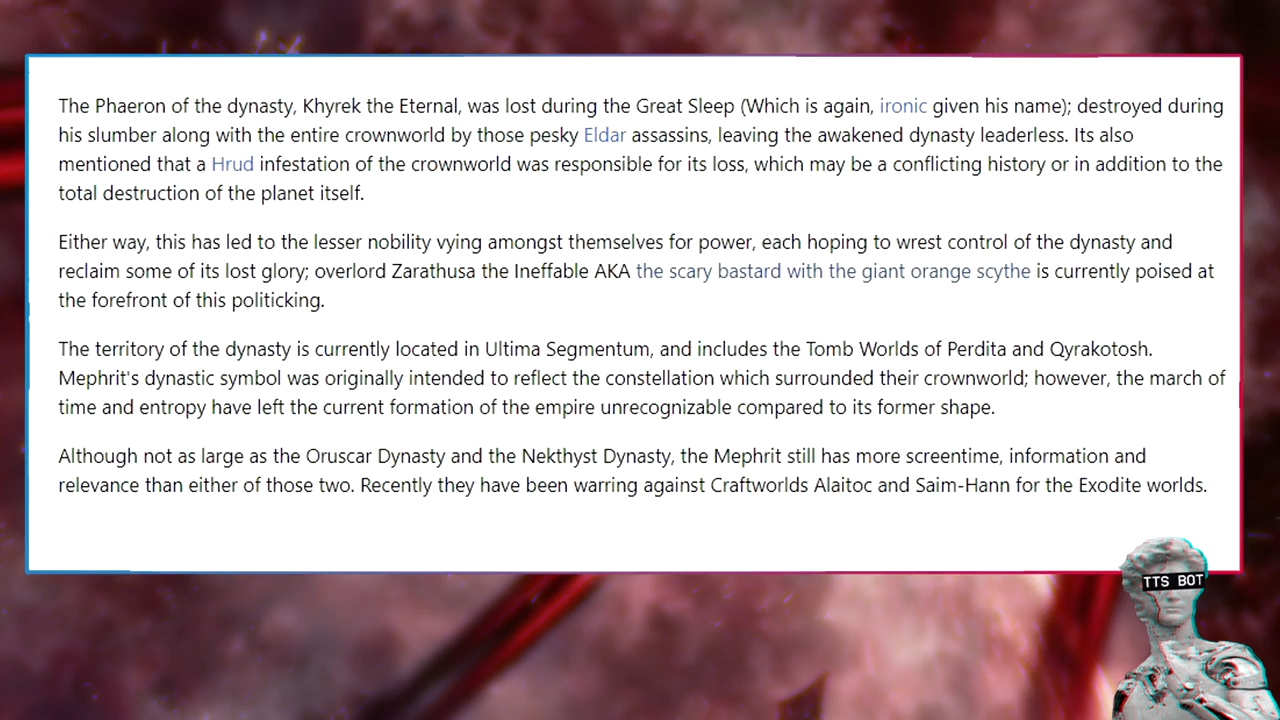 The Phaeron of the dynasty, Khyrek the Eternal, was lost during the Great Sleep (Which is again, ironic given his name); destroyed during
his slumber along with the entire crownworld by those pesky Eldar assassins, leaving the awakened dynasty leaderless. Its also
mentioned that a Hrud infestation of the crownworld was responsible for its loss, which may be a conflicting history or in addition to the
total destruction of the planet itself.
Either way, this has led to the lesser nobility vying amongst themselves for power, each hoping to wrest control of the dynasty and
reclaim some of its lost glory; overlord Zarathusa the Ineffable AKA the scary bastard with the giant orange scythe is currently poised at
the forefront of this politicking.
The territory of the dynasty is currently located in Ultima Segmentum, and includes the Tomb Worlds of Perdita and Qyrakotosh.
Mephrit's dynastic symbol was originally intended to reflect the constellation which surrounded their crownworld; however, the march of
time and entropy have left the current formation of the empire unrecognizable compared to its former shape.
Although not as large as the Oruscar Dynasty and the Nekthyst Dynasty, the Mephrit still has more screentime, information and
relevance than either of those two. Recently they have been warring against Craftworlds Alaitoc and Saim-Hann for the Exodite worlds.
TTS BOT